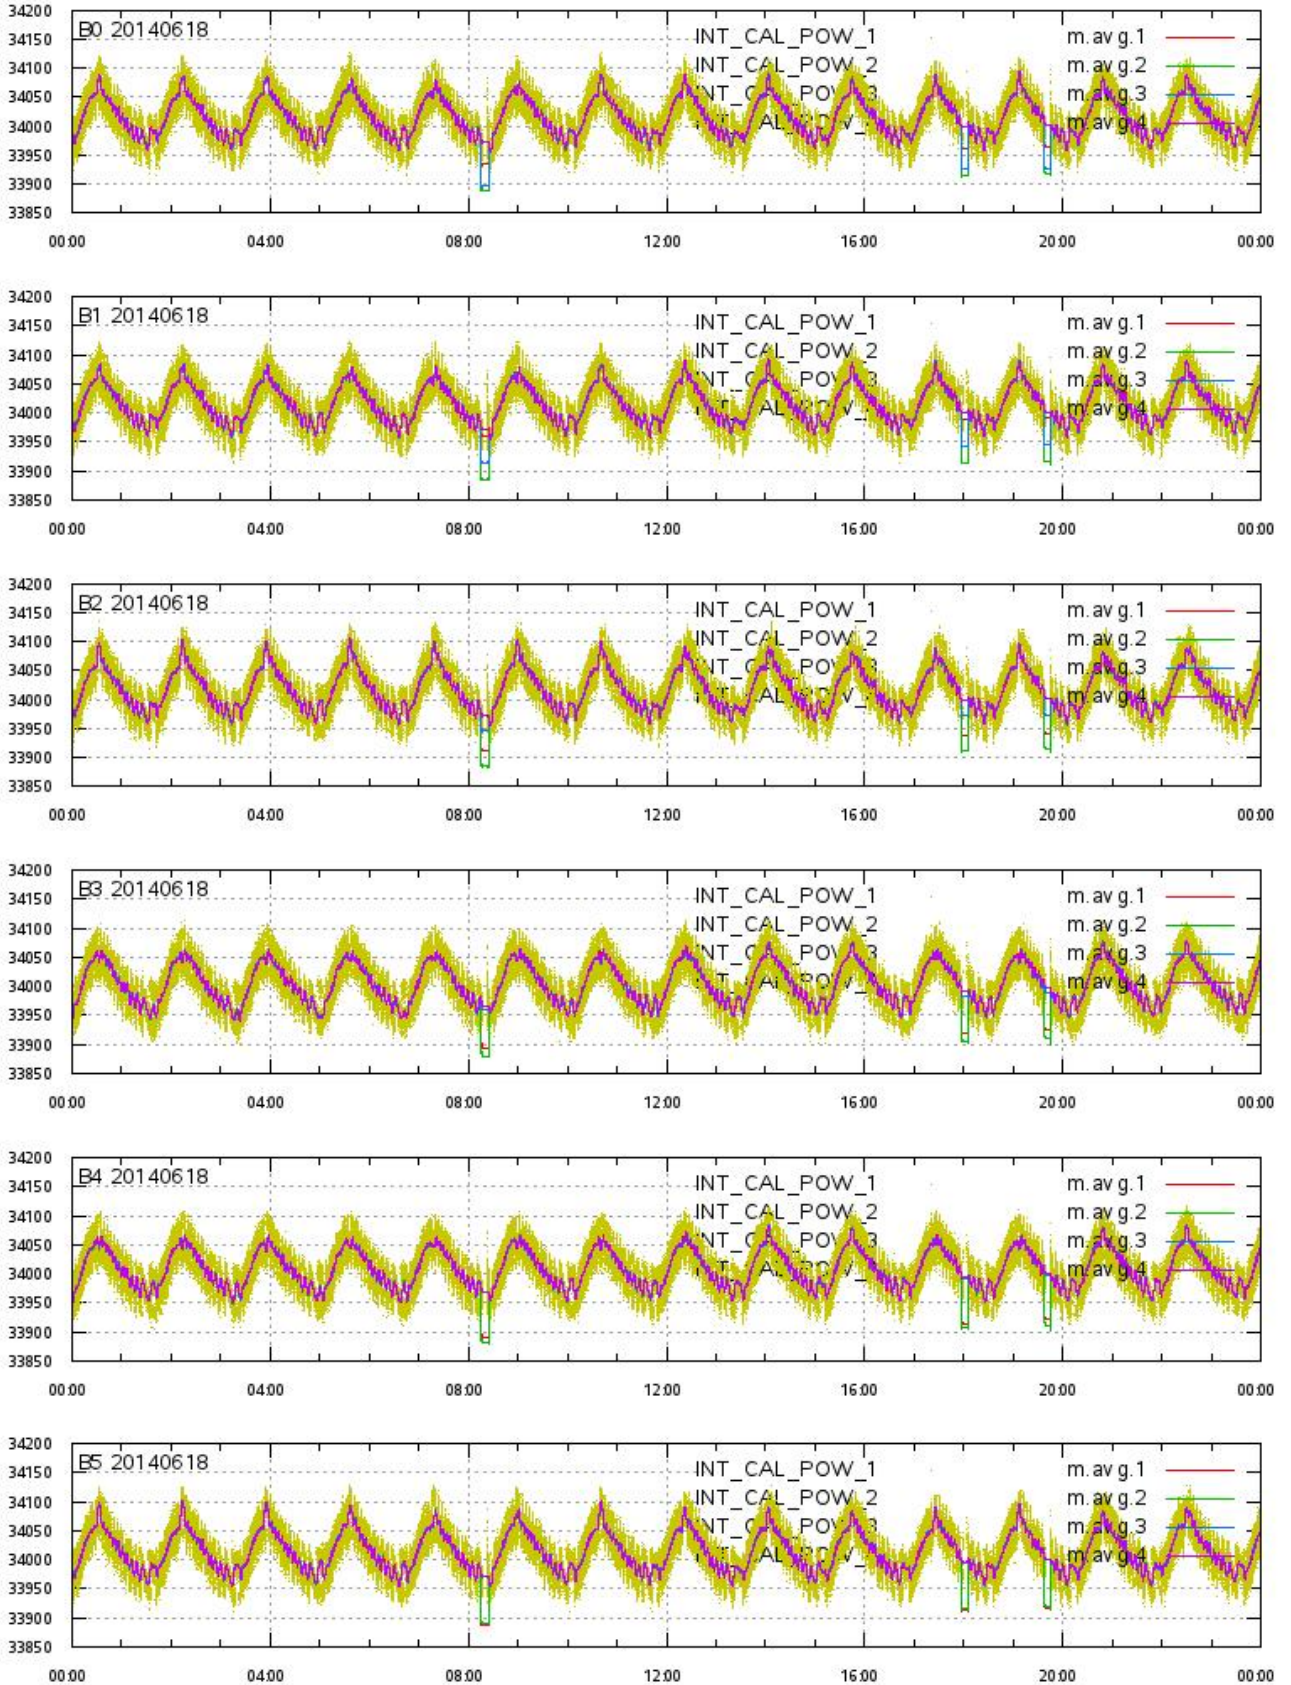 34200
B0 20140618 INT_CAL_POW_1 m.avg.1
34150
INT_CAL_POW_2 m.avg.2
34100
INT_CAL_POW_3 m.avg.3
34050
m.avg.4
34000
33950
33900
33850
00:00 04:00 08:00 12:00 16:00 20:00 00:00
34200
B1 20140618 INT_CAL_POW_1 m.avg.1
34150
INT_CAL_POW_2 m.avg.2
34100
INT_CAL_POW_3 m.avg.3
34050
m.avg.4
34000
33950
33900
33850
00:00 04:00 08:00 12:00 16:00 20:00 00:00
34200
B2 20140618 INT_CAL_POW_1 m.avg.1
34150
INT_CAL_POW_2 m.avg.2
34100
INT_CAL_POW_3 m.avg.3
34050
m.avg.4
34000
33950
33900
33850
00:00 04:00 08:00 12:00 16:00 20:00 00:00
34200
B3 20140618 INT_CAL_POW_1 m.avg.1
34150
INT_CAL_POW_2 m.avg.2
34100
INT_CAL_POW_3 m.avg.3
34050
m.avg.4
34000
33950
33900
33850
00:00 04:00 08:00 12:00 16:00 20:00 00:00
34200
B4 20140618 INT_CAL_POW_1 m.avg.1
34150
INT_CAL_POW_2 m.avg.2
34100
INT_CAL_POW_3 m.avg.3
34050
m.avg.4
34000
33950
33900
33850
00:00 04:00 08:00 12:00 16:00 20:00 00:00
34200
B5 20140618 INT_CAL_POW_1 m.avg.1
34150
INT_CAL_POW_2 m.avg.2
34100
INT_CAL_POW_3 m.avg.3
34050
m.avg.4
34000
33950
33900
33850
00:00 04:00 08:00 12:00 16:00 20:00 00:00